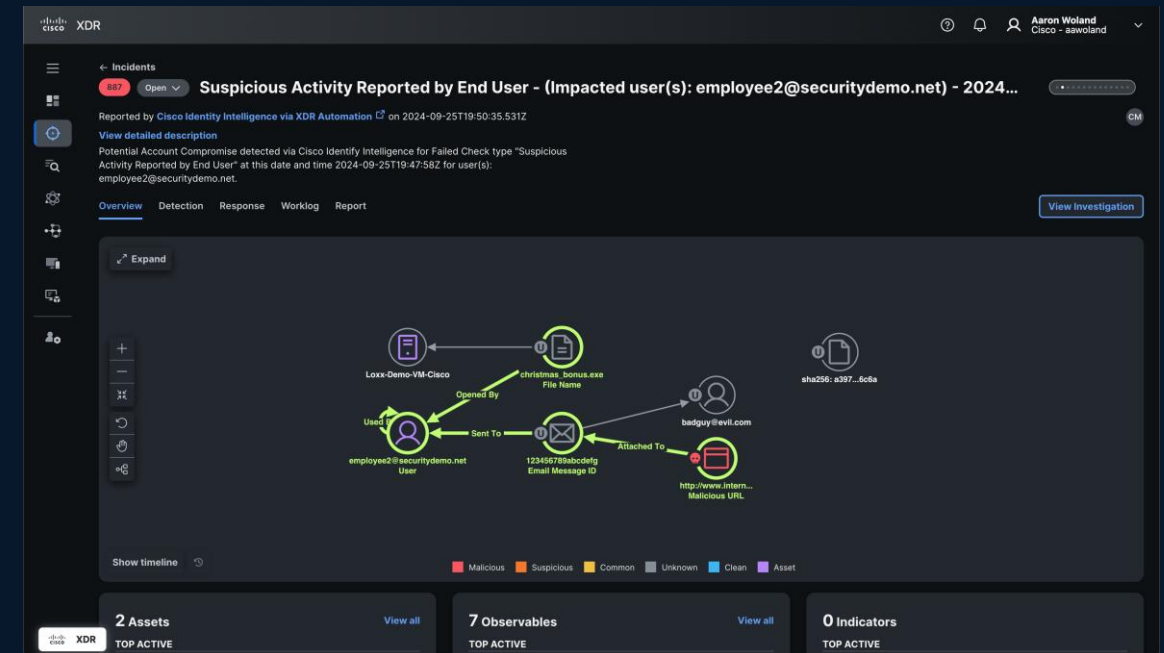 cisco XDR
Aaron Woland
Cisco - aawoland
← Incidents
887 Open Suspicious Activity Reported by End User - (Impacted user(s): employee2@securitydemo.net) - 2024...
Reported by Cisco Identity Intelligence via XDR Automation on 2024-09-25T19:50:35.531Z
CM
View detailed description
Potential Account Compromise detected via Cisco Identify Intelligence for Failed Check type "Suspicious
Activity Reported by End User" at this date and time 2024-09-25T19:47:58Z for user(s):
employee2@securitydemo.net.
Overview Detection Response Worklog Report
View Investigation
Expand
Loxx-Demo-VM-Cisco
U
christmas_bonus.exe
File Name
U
sha256: a397...6c6a
Opened By
U
badguy@evil.com
Used
Sent To
U
Attached To
employee2@securitydemo.net
User
123456789abcdefg
Email Message ID
http://www.intern...
Malicious URL
Show timeline
Malicious Suspicious Common Unknown Clean Asset
2 Assets View all
TOP ACTIVE
7 Observables View all
TOP ACTIVE
0 Indicators
TOP ACTIVE
cisco XDR